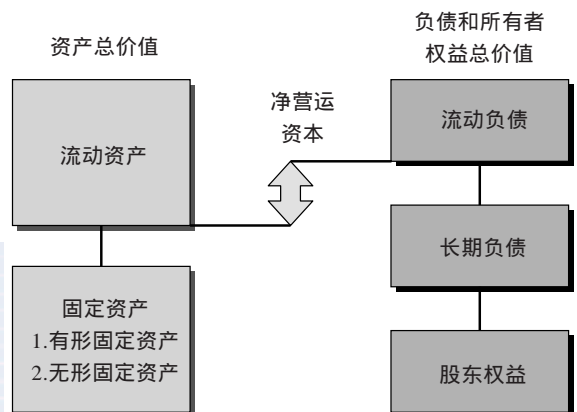 资产总价值
流动资产
固定资产
1.有形固定资产
2.无形固定资产
净营运
资本
负债和所有者
权益总价值
流动负债
长期负债
股东权益